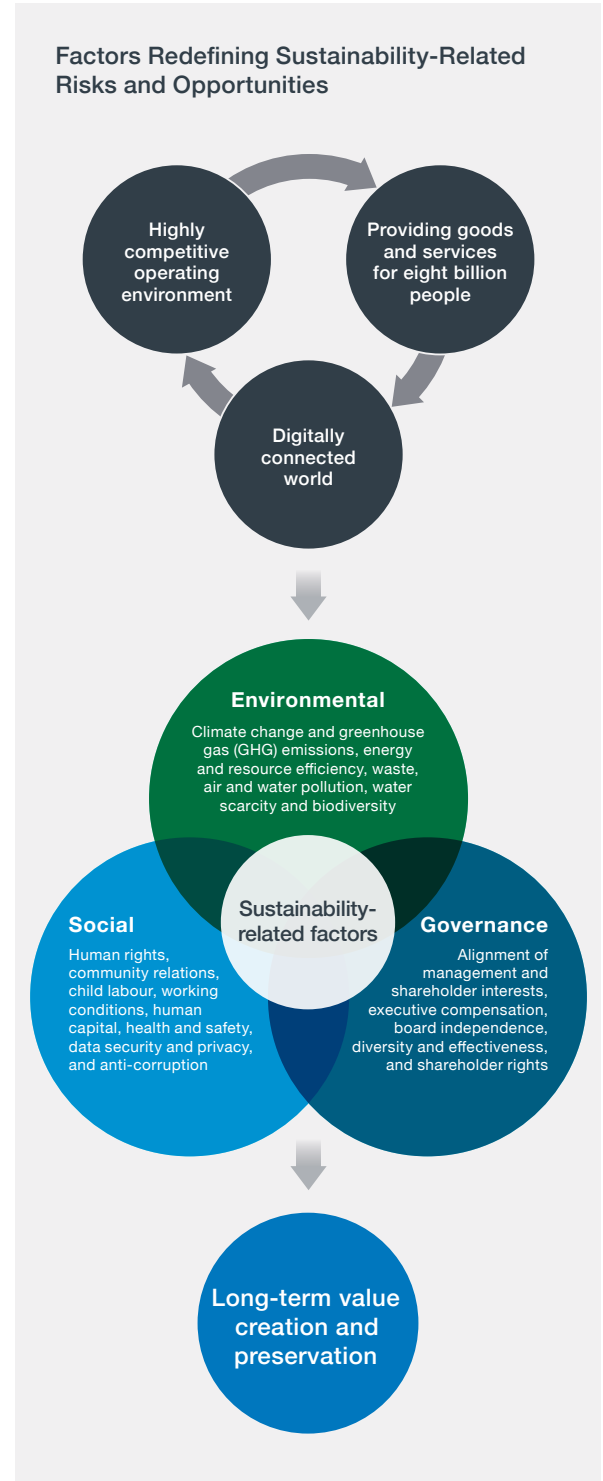 Factors Redefining Sustainability-Related
Risks and Opportunities
Highly
competitive
operating
environment
Providing goods
and services
for eight billion
people
Digitally
connected
world
Environmental
Climate change and greenhouse
gas (GHG) emissions, energy
and resource efficiency, waste,
air and water pollution, water
scarcity and biodiversity
Sustainability-
related factors
Social
Human rights,
community relations,
child labour, working
conditions, human
capital, health and safety,
data security and privacy,
and anti-corruption
Governance
Alignment of
management and
shareholder interests,
executive compensation,
board independence,
diversity and effectiveness,
and shareholder rights
Long-term value
creation and
preservation